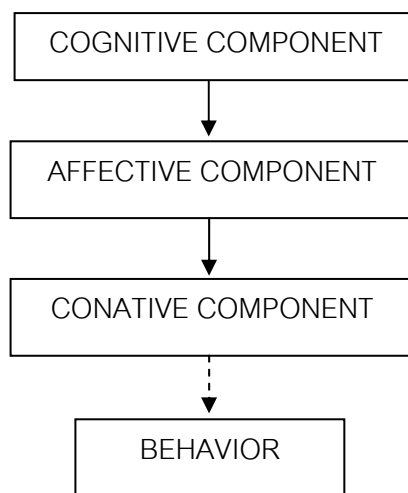 COGNITIVE COMPONENT
AFFECTIVE COMPONENT
CONATIVE COMPONENT
BEHAVIOR